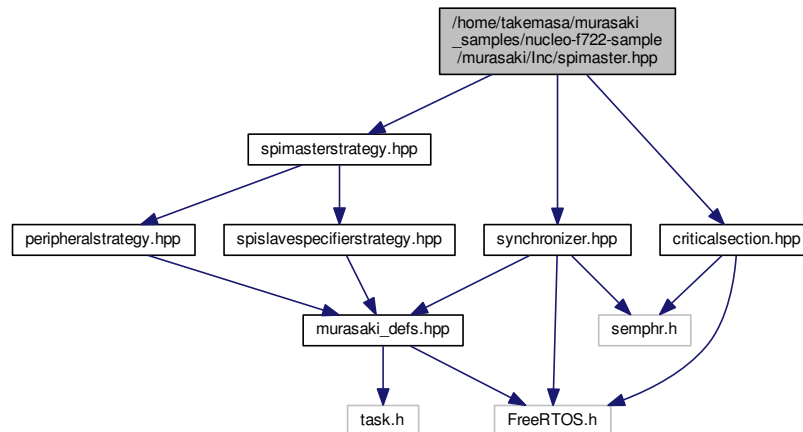 /home/takemasa/murasaki
_samples/nucleo-f722-sample
/murasaki/Inc/spimaster.hpp
spimasterstrategy.hpp
peripheralstrategy.hpp
spislavespecifierstrategy.hpp
synchronizer.hpp
criticalsection.hpp
murasaki_defs.hpp
semphr.h
task.h
FreeRTOS.h